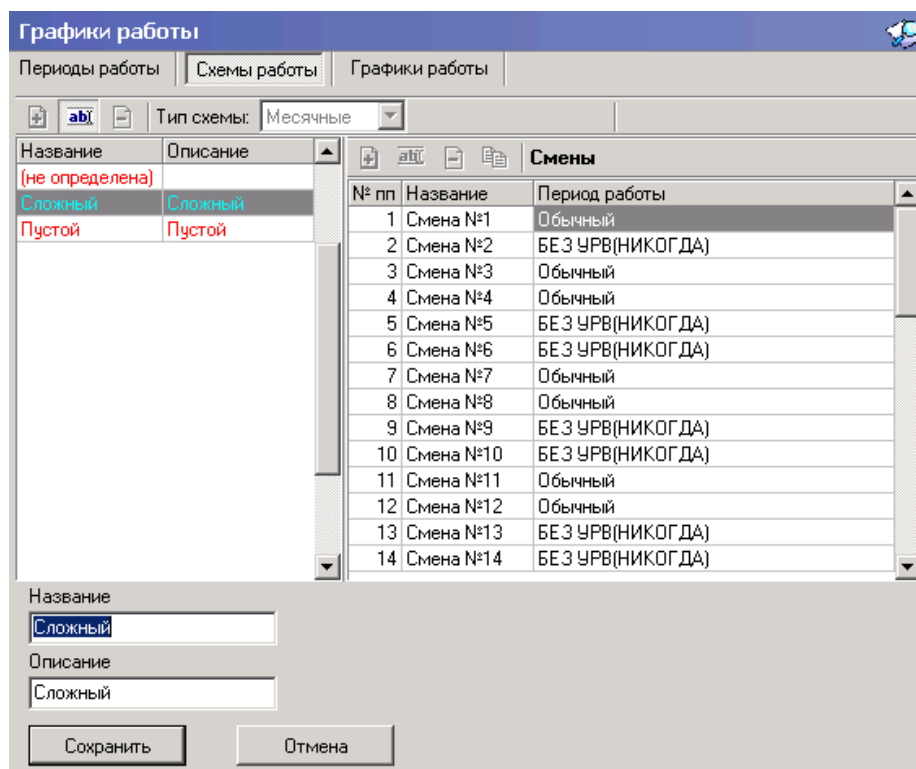 Графики работы
Периоды работы Схемы работы Графики работы
abI Тип схемы: Месячные
Название Описание
(не определена)
Сложный Сложный
Пустой Пустой
abI Смены
№ пп Название Период работы
1 Смена №1 Обычный
2 Смена №2 БЕЗ УРВ(НИКОГДА)
3 Смена №3 Обычный
4 Смена №4 Обычный
5 Смена №5 БЕЗ УРВ(НИКОГДА)
6 Смена №6 БЕЗ УРВ(НИКОГДА)
7 Смена №7 Обычный
8 Смена №8 Обычный
9 Смена №9 БЕЗ УРВ(НИКОГДА)
10 Смена №10 БЕЗ УРВ(НИКОГДА)
11 Смена №11 Обычный
12 Смена №12 Обычный
13 Смена №13 БЕЗ УРВ(НИКОГДА)
14 Смена №14 БЕЗ УРВ(НИКОГДА)
Название
Сложный
Описание
Сложный
Сохранить Отмена